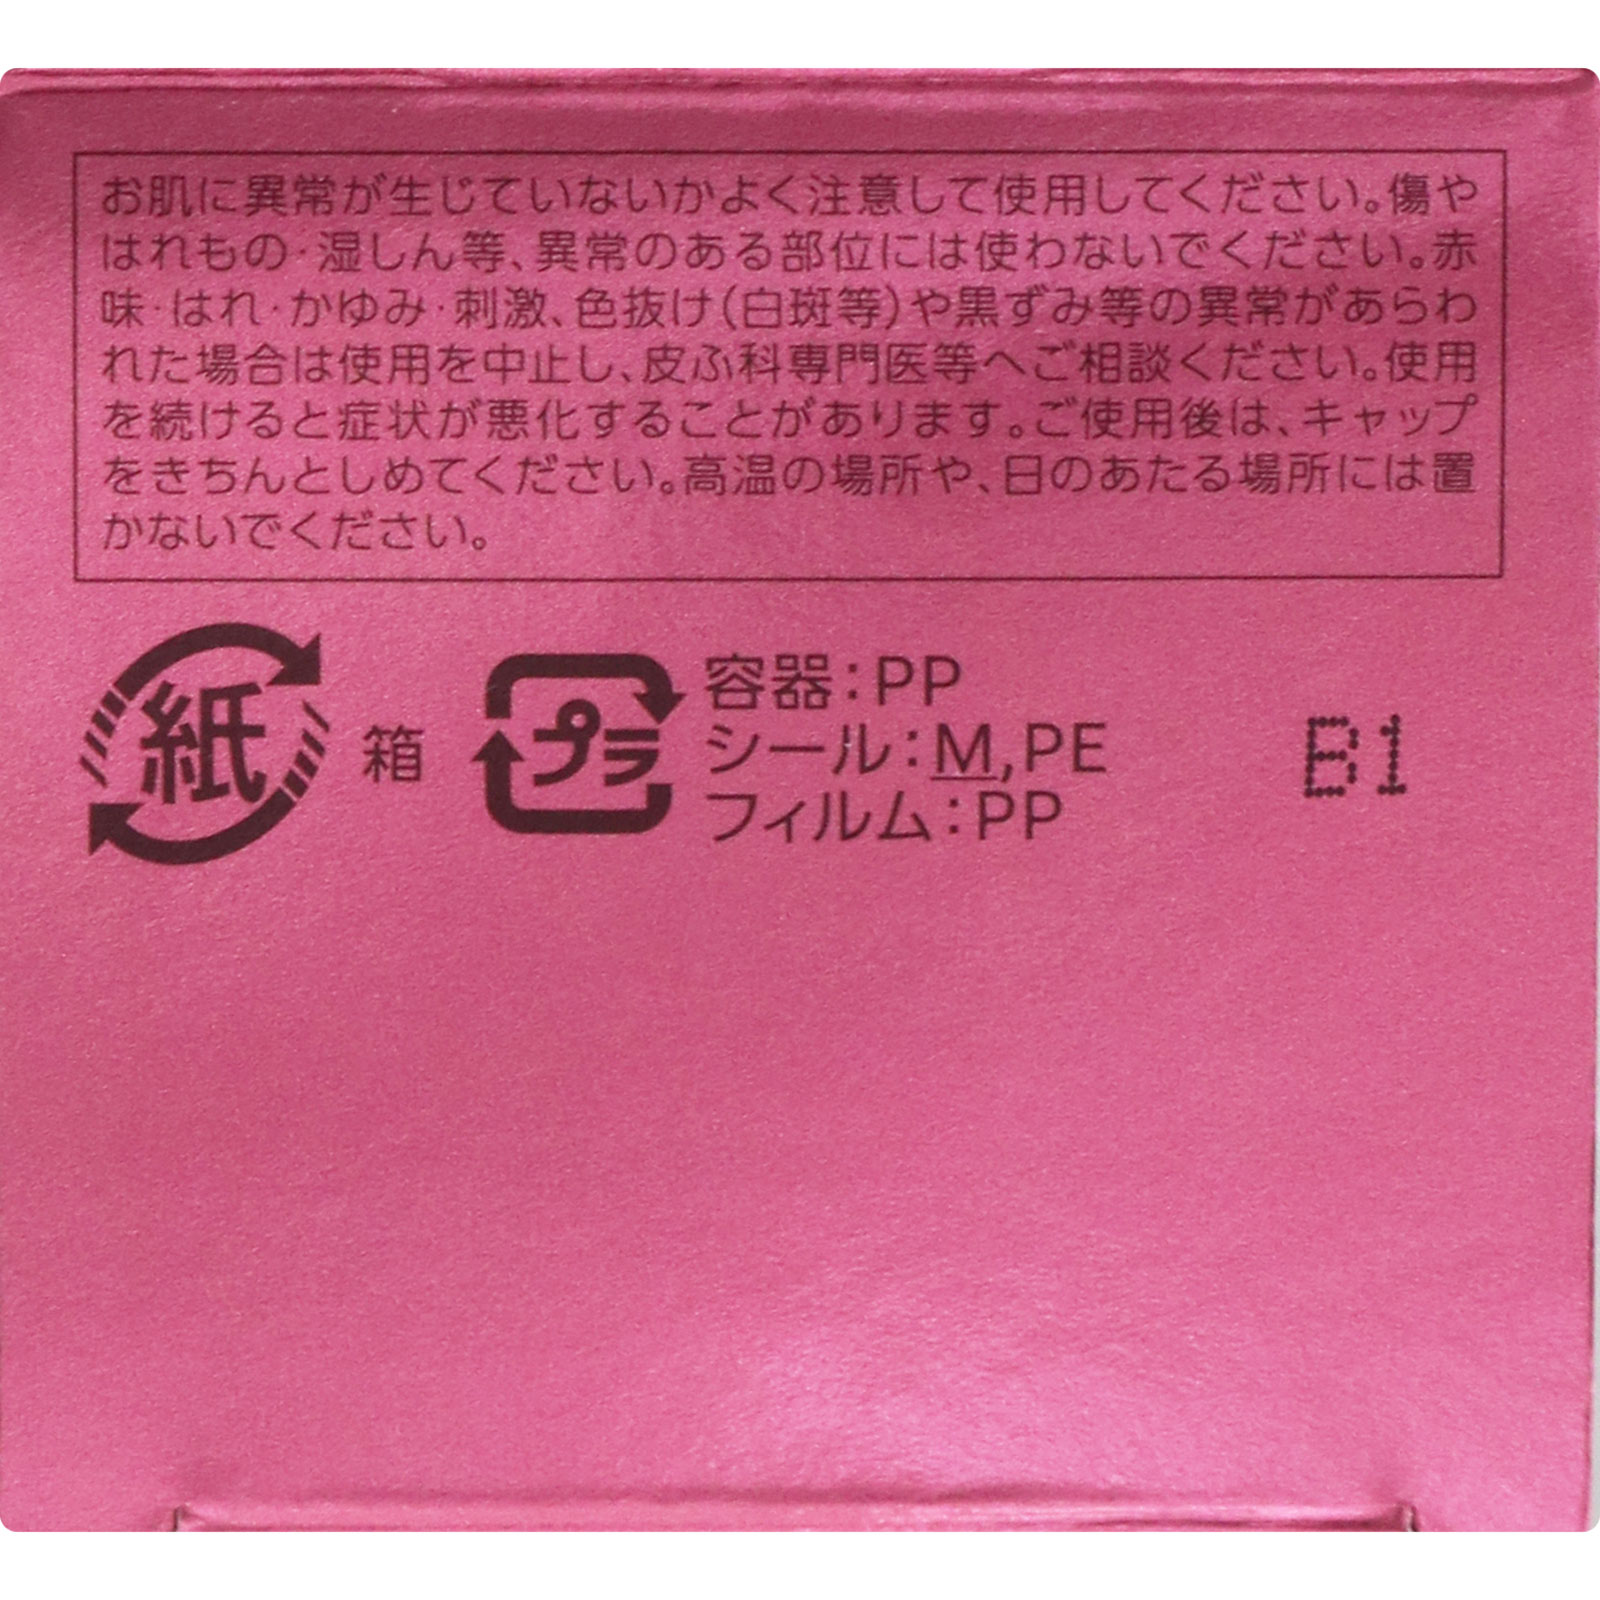 お肌に異常が生じていないかよく注意して使用してください。傷や
はれもの·湿しん等、異常のある部位には使わないでください。赤
味·はれ·かゆみ·刺激、色抜け(白斑等)や黒ずみ等の異常があらわ
れた場合は使用を中止し、皮ふ科専門医等へご相談ください。使用
を続けると症状が悪化することがあります。ご使用後は、キャップ
をきちんとしめてください。高温の場所や、日のあたる場所には置
かないでください。
紙 箱
プラ
容器:PP
シール:M,PE
フィルム:PP
B1